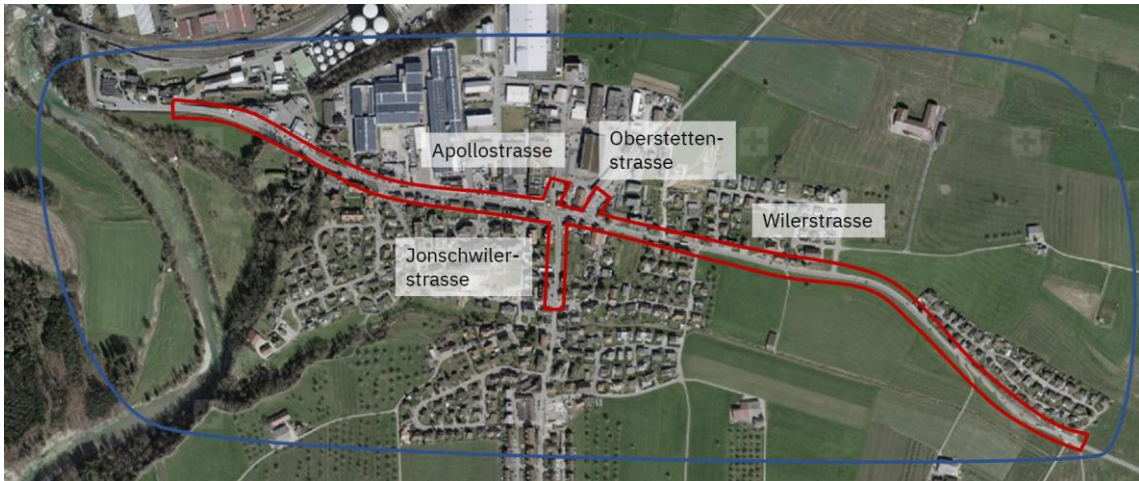 Apollostrasse
Oberstetten-
strasse
Wilerstrasse
Jonschwiler-
strasse